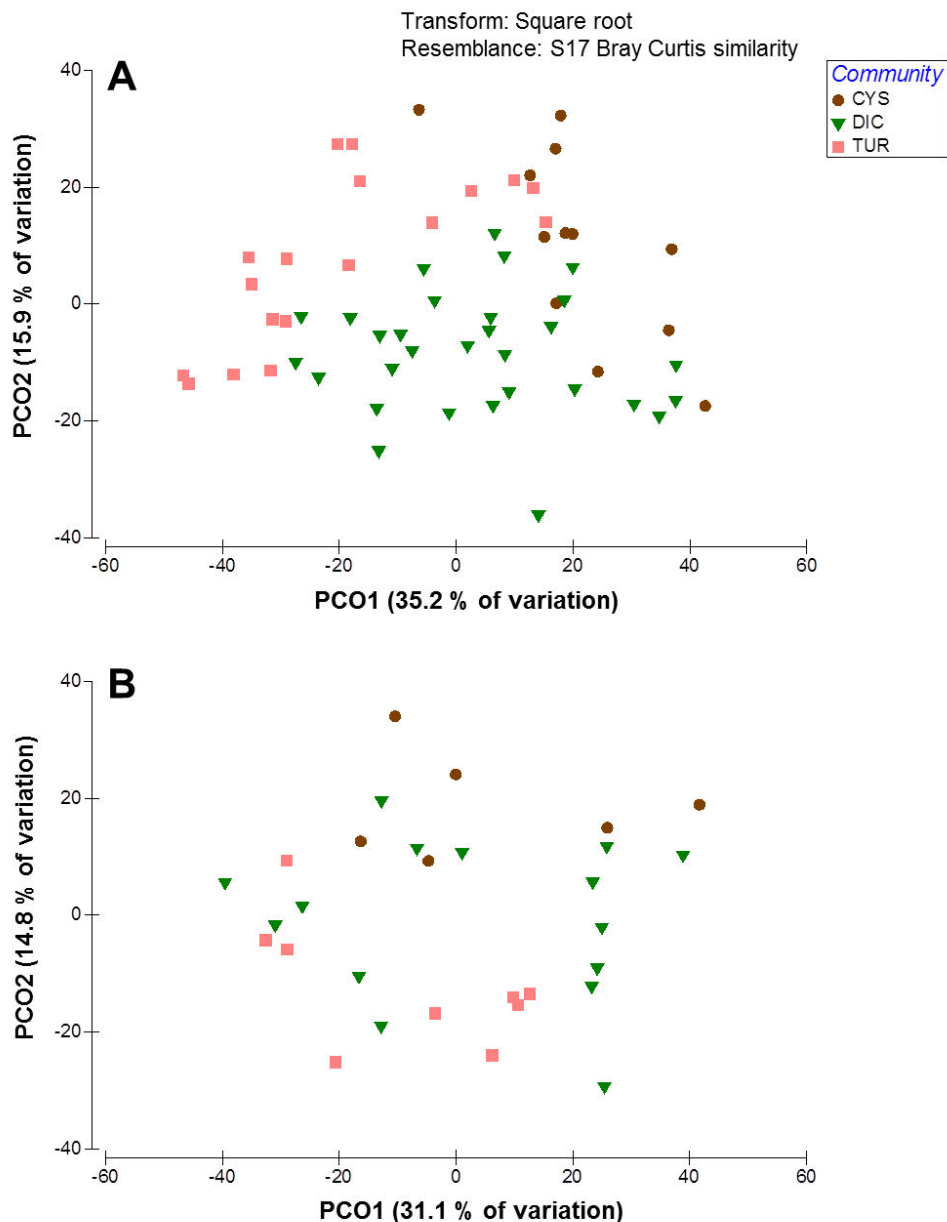 Transform: Square root
Resemblance: S17 Bray Curtis similarity
A
Community
CYS
DIC
TUR
40
20
0
-20
-40
PCO2 (15.9 % of variation)
-60 -40 -20 0 20 40 60
PCO1 (35.2 % of variation)
B
40
20
0
-20
-40
PCO2 (14.8 % of variation)
-60 -40 -20 0 20 40 60
PCO1 (31.1 % of variation)